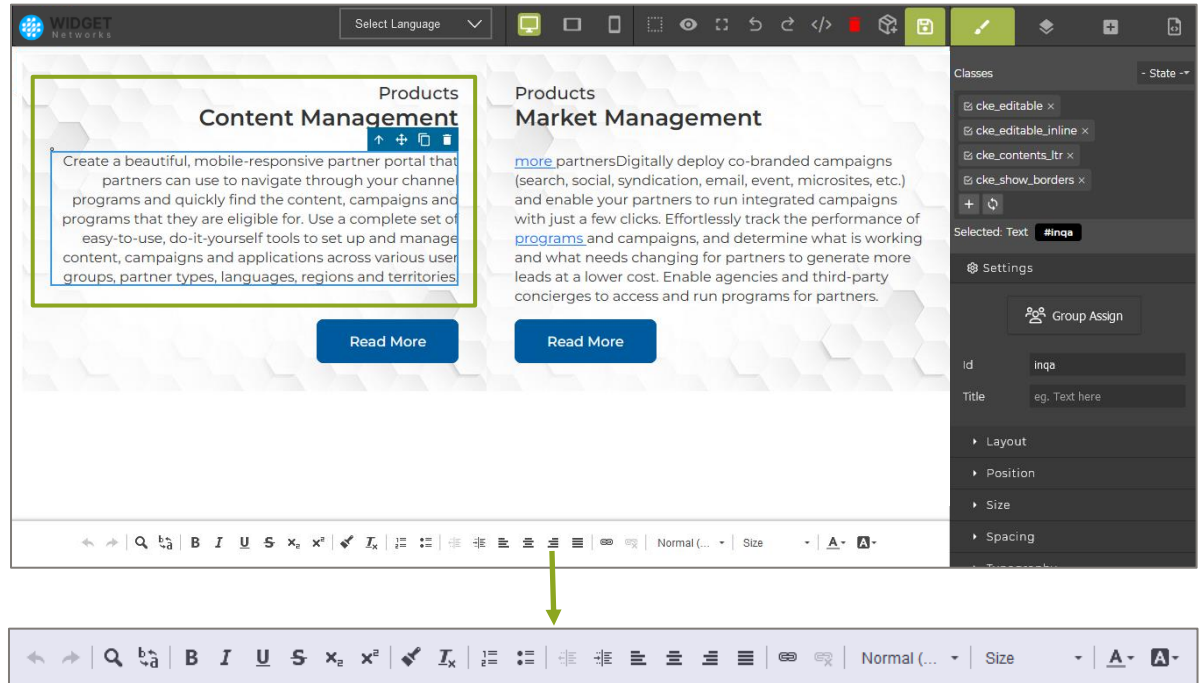 WIDGET
Networks
Select Language
Products
Content Management
Create a beautiful, mobile-responsive partner portal that
partners can use to navigate through your channel
programs and quickly find the content, campaigns and
programs that they are eligible for. Use a complete set of
easy-to-use, do-it-yourself tools to set up and manage
content, campaigns and applications across various user
groups, partner types, languages, regions and territories.
Read More
Products
Market Management
more partnersDigitally deploy co-branded campaigns
(search, social, syndication, email, event, microsites, etc.)
and enable your partners to run integrated campaigns
with just a few clicks. Effortlessly track the performance of
programs and campaigns, and determine what is working
and what needs changing for partners to generate more
leads at a lower cost. Enable agencies and third-party
concierges to access and run programs for partners.
Read More
Classes
- State -
cke_editable ×
cke_editable_inline ×
cke_contents_ltr ×
cke_show_borders ×
Selected: Text #inqa
Settings
Group Assign
Id inqa
Title eg. Text here
Layout
Position
Size
Spacing
Typography
B I U S x₂ x² Ix Normal (... Size A A
B I U S x₂ x² Ix Normal (... Size A A